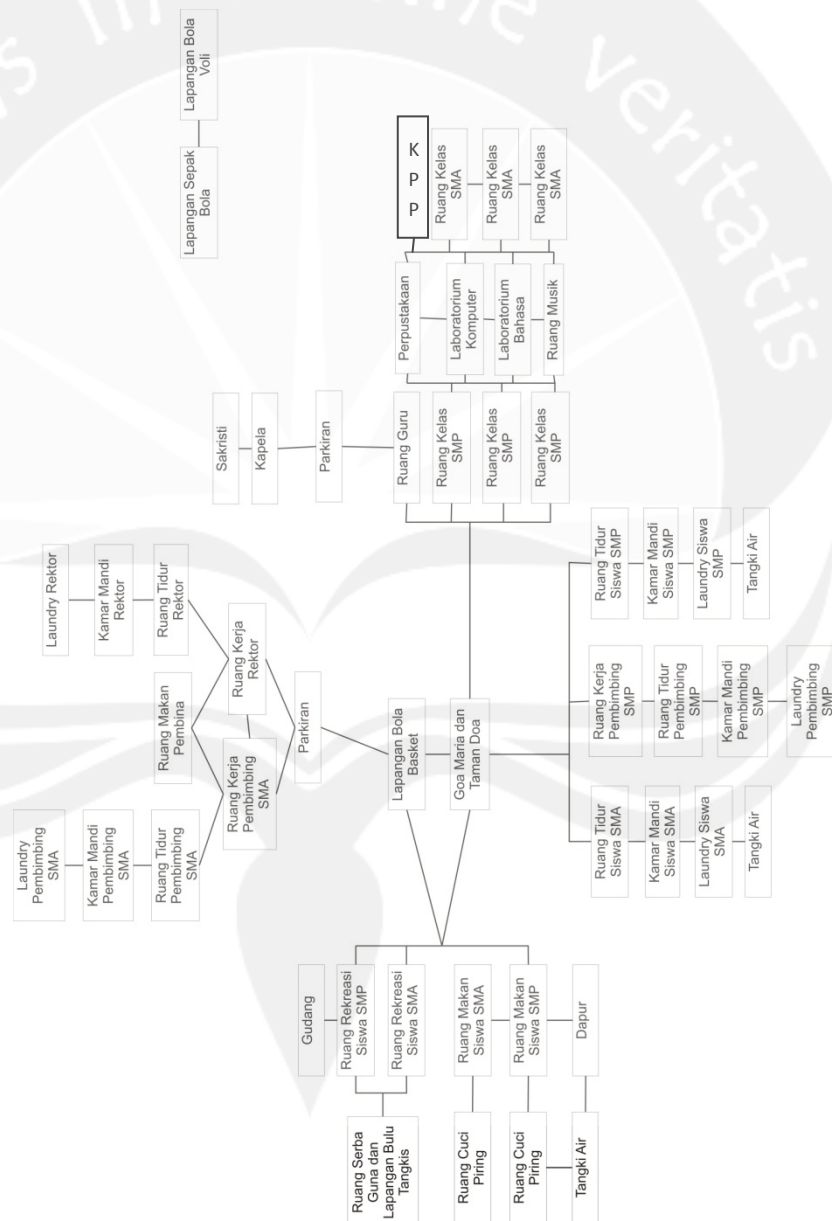 Laundry
Pembimbing
SMA
Kamar Mandi
Pembimbing
SMA
Ruang Tidur
Pembimbing
SMA
Laundry Rektor
Kamar Mandi
Rektor
Ruang Tidur
Rektor
Ruang Makan
Pembina
Ruang Kerja
Pembimbing
SMA
Ruang Kerja
Rektor
Parkiran
Sakristi
Kapela
Parkiran
Lapangan Sepak
Bola
Lapangan Bola
Voli
Gudang
Ruang Rekreasi
Siswa SMP
Ruang Rekreasi
Siswa SMA
Ruang Serba
Guna dan
Lapangan Bulu
Tangkis
Ruang Makan
Siswa SMA
Ruang Makan
Siswa SMP
Dapur
Ruang Cuci
Piring
Ruang Cuci
Piring
Tangki Air
Lapangan Bola
Basket
Goa Maria dan
Taman Doa
Ruang Guru
Ruang Kelas
SMP
Ruang Kelas
SMP
Ruang Kelas
SMP
Perpustakaan
Laboratorium
Komputer
Laboratorium
Bahasa
Ruang Musik
K
P
P
Ruang Kelas
SMA
Ruang Kelas
SMA
Ruang Kelas
SMA
Ruang Tidur
Siswa SMA
Kamar Mandi
Siswa SMA
Laundry Siswa
SMA
Tangki Air
Ruang Kerja
Pembimbing
SMP
Ruang Tidur
Pembimbing
SMP
Kamar Mandi
Pembimbing
SMP
Laundry
Pembimbing
SMP
Ruang Tidur
Siswa SMP
Kamar Mandi
Siswa SMP
Laundry Siswa
SMP
Tangki Air
in
veritatis